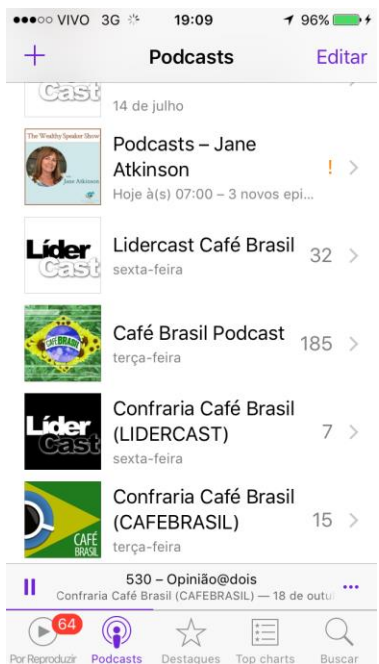 VIVO 3G 19:09 96%
+ Podcasts Editar
Cast
14 de julho
The Wealthy Speaker Show
Jane Atkinson
Podcasts – Jane
Atkinson
!
Hoje à(s) 07:00 – 3 novos epi...
Líder
Cast
Lidercast Café Brasil
32
sexta-feira
CAFÉ BRASIL
Café Brasil Podcast
185
terça-feira
Líder
Cast
Confraria Café Brasil
(LIDERCAST)
7
sexta-feira
CAFÉ
BRASIL
Confraria Café Brasil
(CAFEBRASIL)
15
terça-feira
530 – Opinião@dois
Confraria Café Brasil (CAFEBRASIL) — 18 de outu
64
Por Reproduzir Podcasts Destaques Top charts Buscar